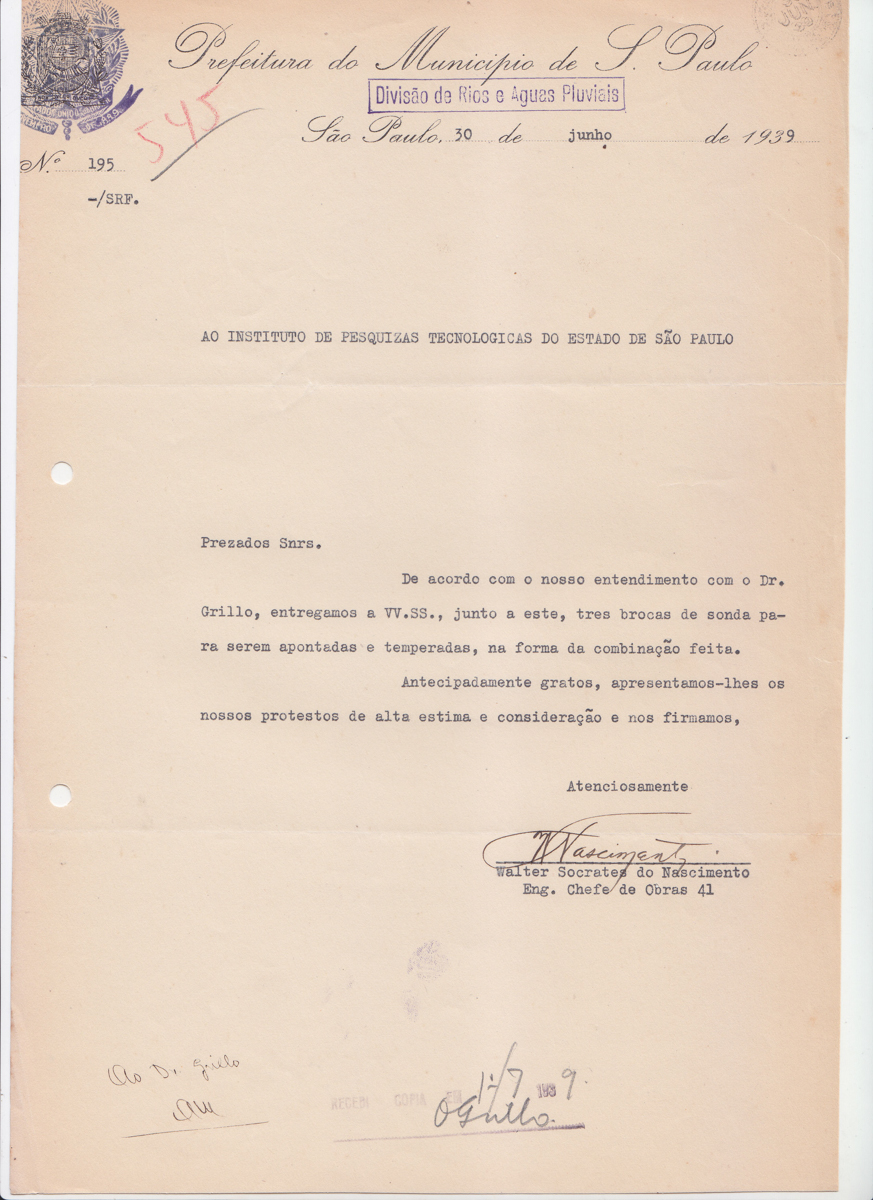 Prefeitura do Municipio de S. Paulo
Divisão de Rios e Aguas Pluviais
545
São Paulo, 30 de junho de 1939
N.º 195
-/SRF.
AO INSTITUTO DE PESQUIZAS TECNOLOGICAS DO ESTADO DE SÃO PAULO
Prezados Snrs.
De acordo com o nosso entendimento com o Dr.
Grillo, entregamos a VV.SS., junto a este, tres brocas de sonda pa-
ra serem apontadas e temperadas, na forma da combinação feita.
Antecipadamente gratos, apresentamos-lhes os
nossos protestos de alta estima e consideração e nos firmamos,
Atenciosamente
WNascimento
Walter Socrates do Nascimento
Eng. Chefe de Obras 41
Ao Dr. Grillo
RECEBI COPIA EM 1º/7 1939.
OGrillo.